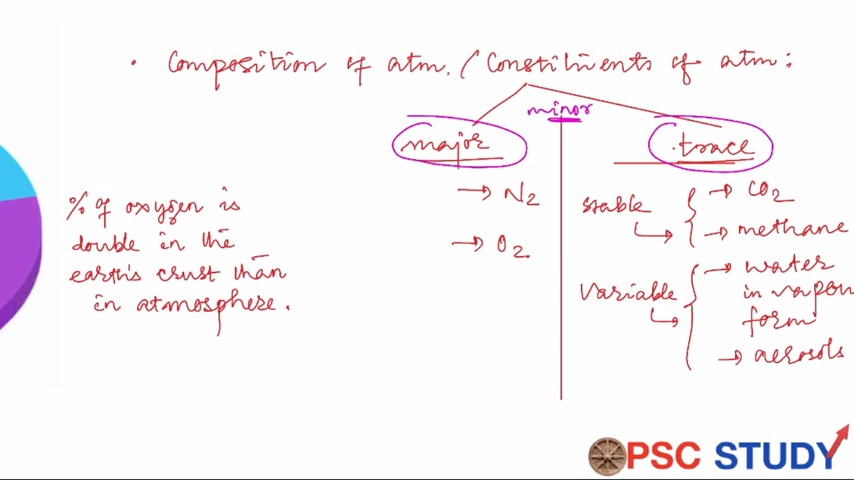 • Composition of atm. / Constituents of atm:
minor
major
.trace
% of oxygen is
double in the
earth's crust than
in atmosphere.
→ N2
→ O2
stable
→ CO2
→ methane
variable
→ water
in vapour
form
→ aerosols
PSC STUDY